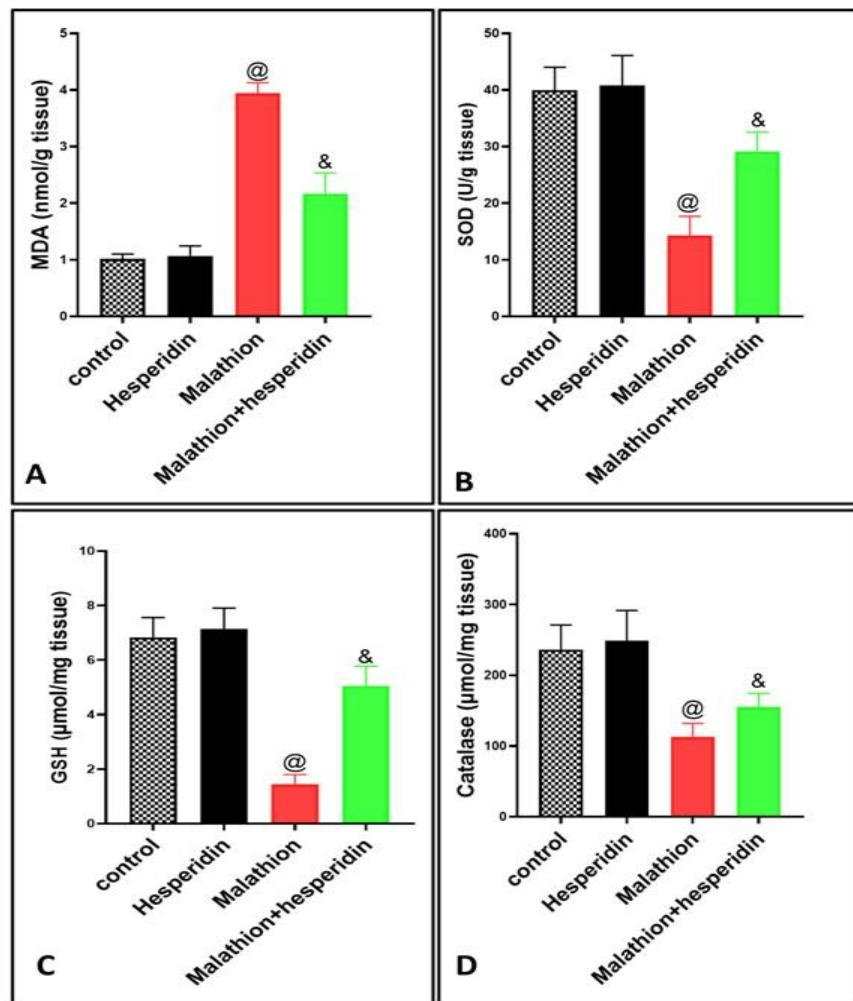 MDA (nmol/g tissue)
5
4
3
2
1
0
@
&
control
Hesperidin
Malathion
Malathion+hesperidin
A
SOD (U/g tissue)
50
40
30
20
10
0
@
&
control
Hesperidin
Malathion
Malathion+hesperidin
B
GSH (µmol/mg tissue)
10
8
6
4
2
0
@
&
control
Hesperidin
Malathion
Malathion+hesperidin
C
Catalase (µmol/mg tissue)
400
300
200
100
0
@
&
control
Hesperidin
Malathion
Malathion+hesperidin
D